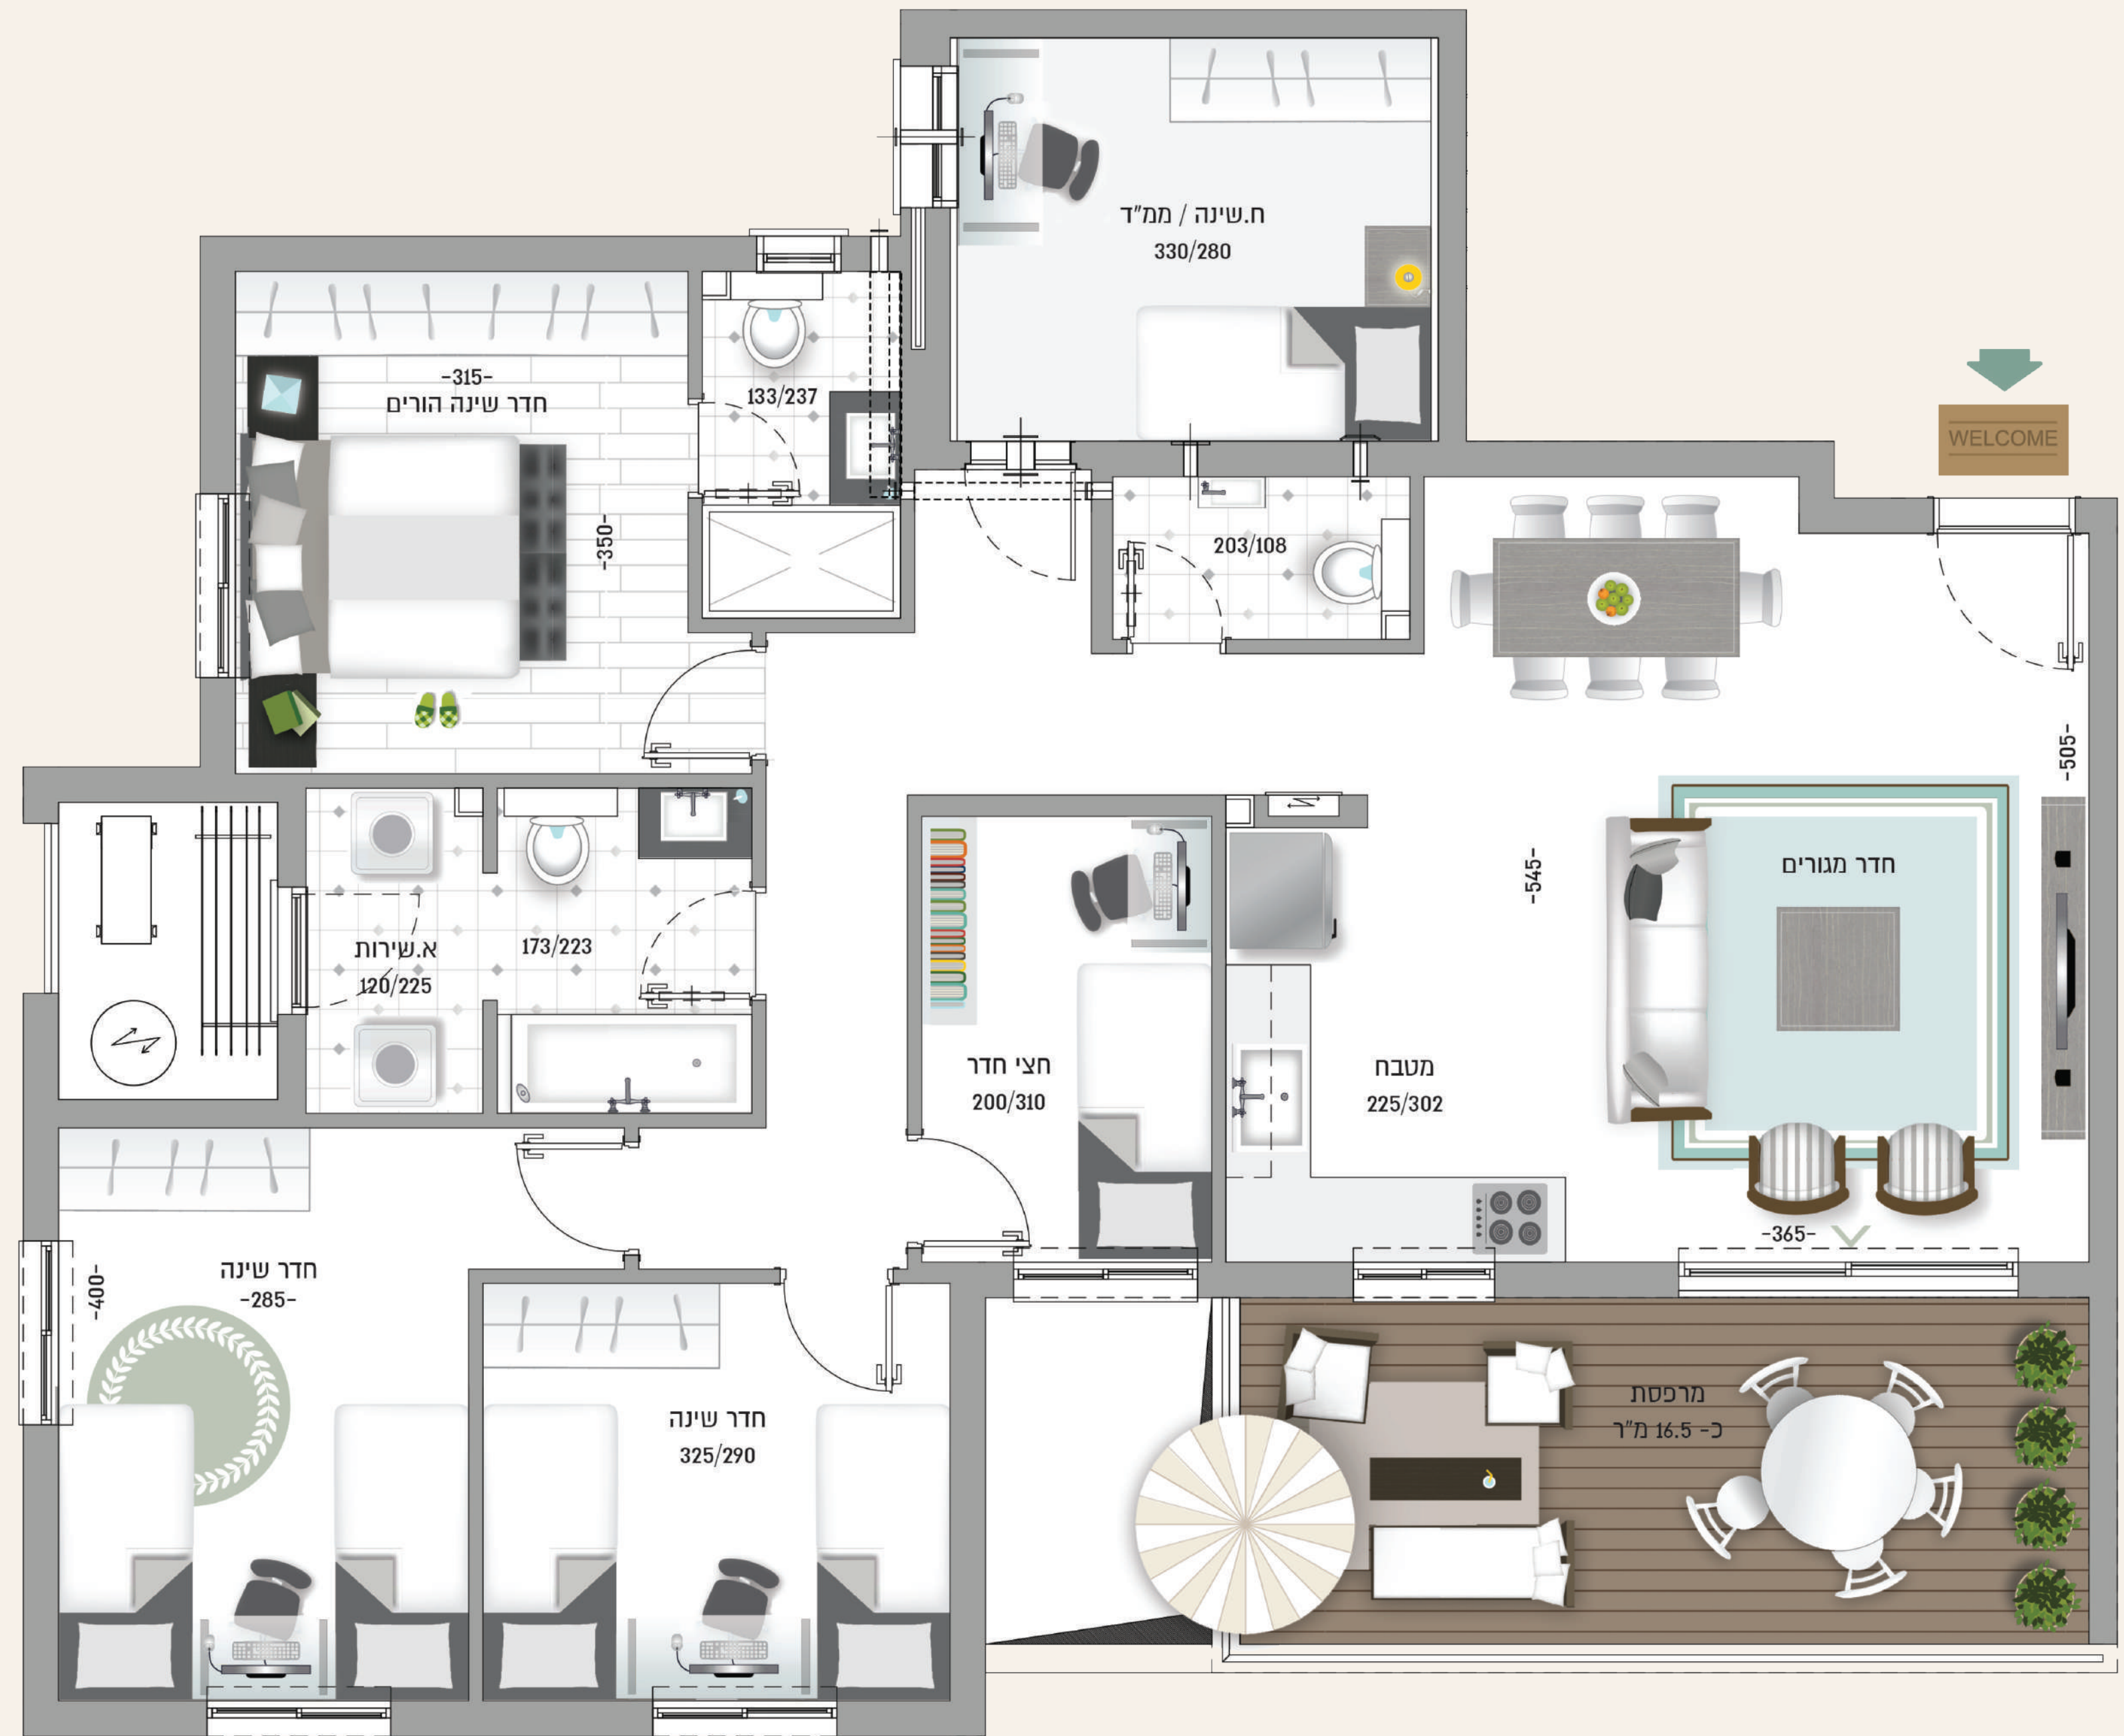 ח.שינה / ממ"ד
330/280
WELCOME
-315-
חדר שינה הורים
133/237
-350-
203/108
-505-
חדר מגורים
-545-
א.שירות
120/225
173/223
חצי חדר
200/310
מטבח
225/302
-365-
חדר שינה
-285-
-400-
חדר שינה
325/290
מרפסת
כ- 16.5 מ"ר